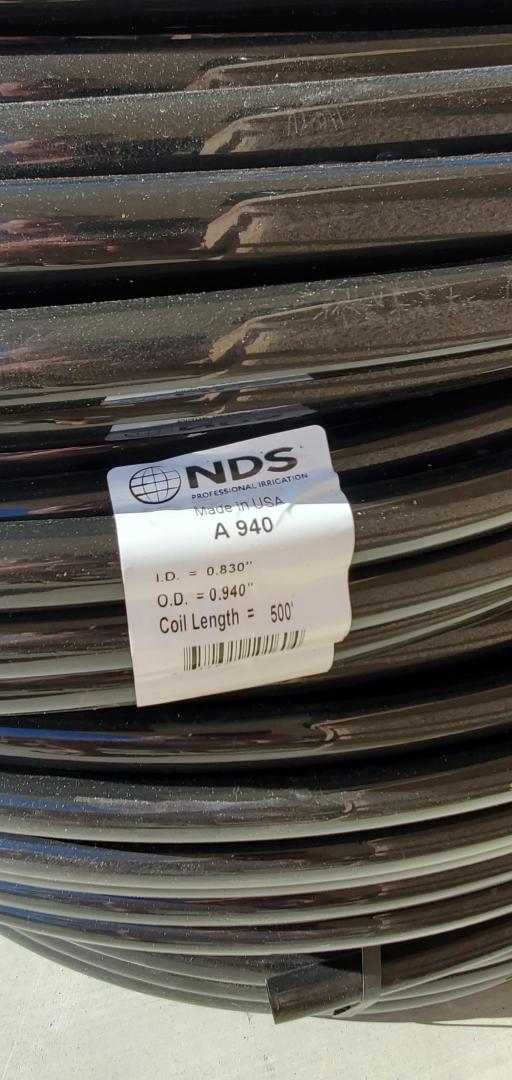 NDS
PROFESSIONAL IRRIGATION
Made in USA
A 940
I.D. = 0.830"
O.D. = 0.940"
Coil Length = 500'